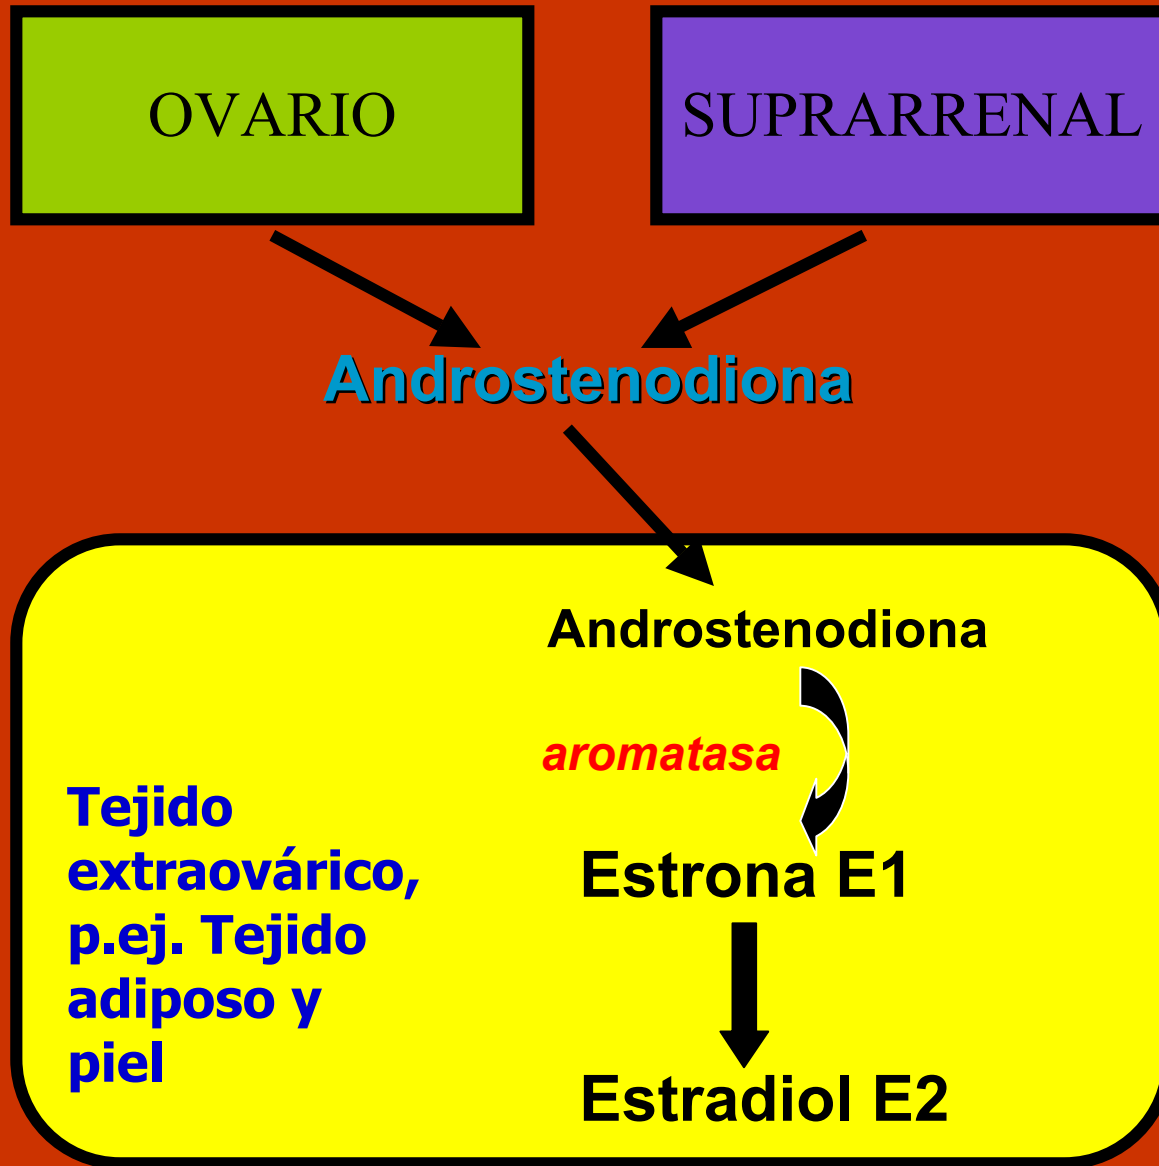 OVARIO
SUPRARRENAL
Androstenodiona
Androstenodiona
aromatasa
Tejido
extraovárico,
p.ej. Tejido
adiposo y
piel
Estrona E1
Estradiol E2